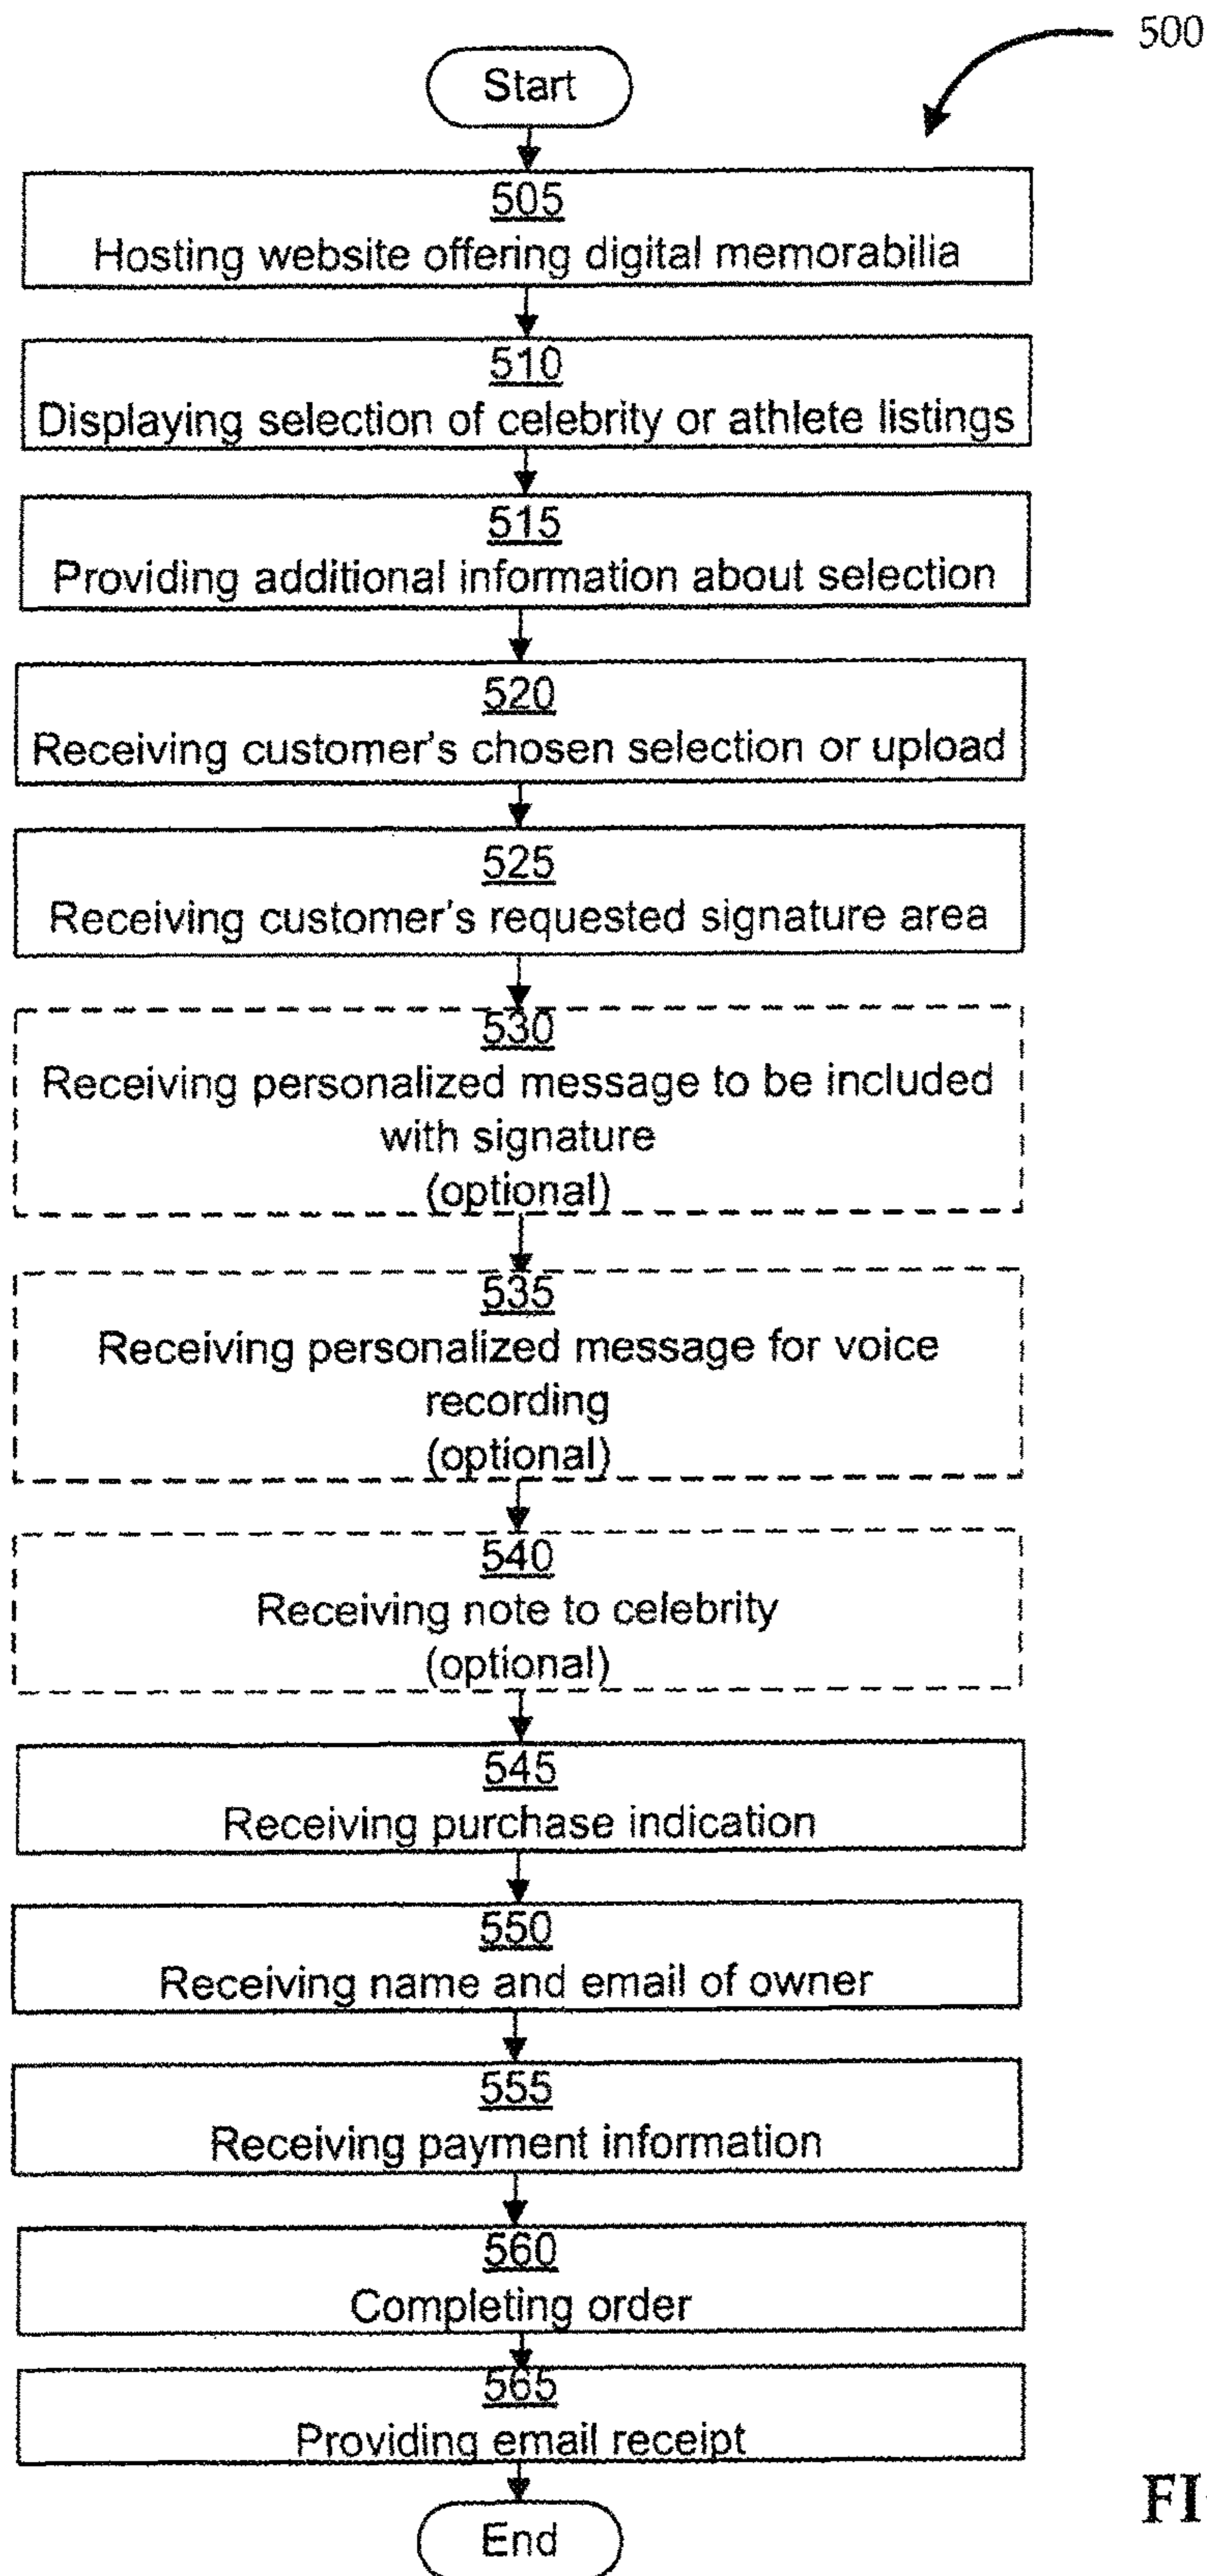 500
Start
505
Hosting website offering digital memorabilia
510
Displaying selection of celebrity or athlete listings
515
Providing additional information about selection
520
Receiving customer's chosen selection or upload
525
Receiving customer's requested signature area
530
Receiving personalized message to be included
with signature
(optional)
535
Receiving personalized message for voice
recording
(optional)
540
Receiving note to celebrity
(optional)
545
Receiving purchase indication
550
Receiving name and email of owner
555
Receiving payment information
560
Completing order
565
Providing email receipt
End